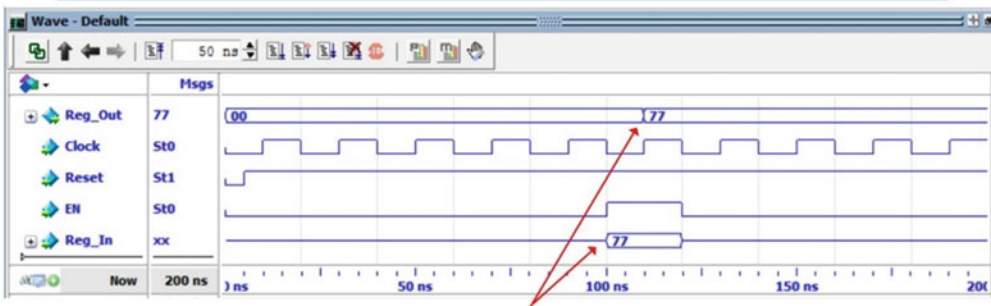 Wave - Default
50 ns
Msgs
Reg_Out 77 00 77
Clock St0
Reset St1
EN St0
Reg_In xx 77
Now 200 ns ) ns 50 ns 100 ns 150 ns 20(